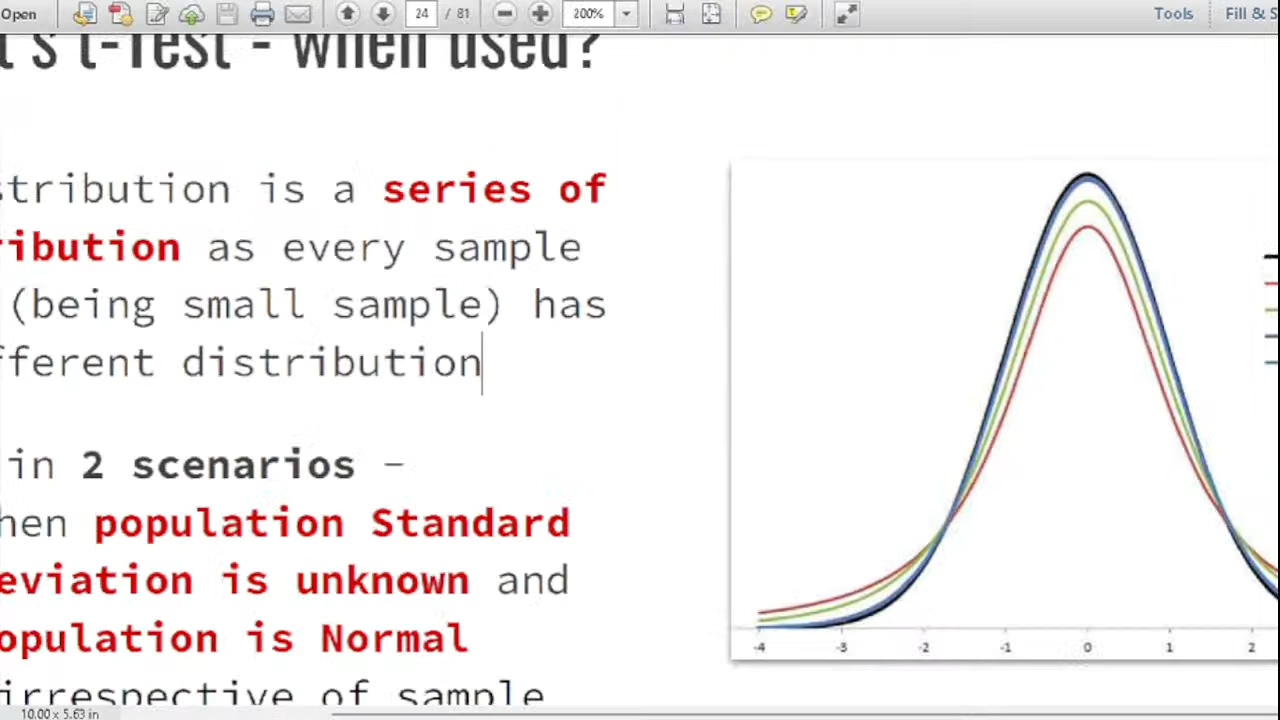 Open 24 / 81 200% Tools Fill & S
t's t-Test - when used?
stribution is a series of
ribution as every sample
(being small sample) has
fferent distribution
in 2 scenarios –
hen population Standard
eviation is unknown and
opulation is Normal
irrespective of sample
-4 -3 -2 -1 0 1 2
10.00 x 5.63 in